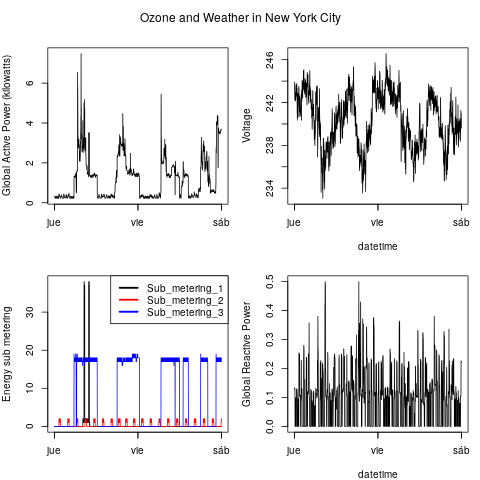 Ozone and Weather in New York City
Global Active Power (kilowatts)
0 2 4 6
jue vie sáb
Voltage
234 238 242 246
jue vie sáb
datetime
Energy sub metering
0 10 20 30
Sub_metering_1
Sub_metering_2
Sub_metering_3
jue vie sáb
Global Reactive Power
0.0 0.1 0.2 0.3 0.4 0.5
jue vie sáb
datetime